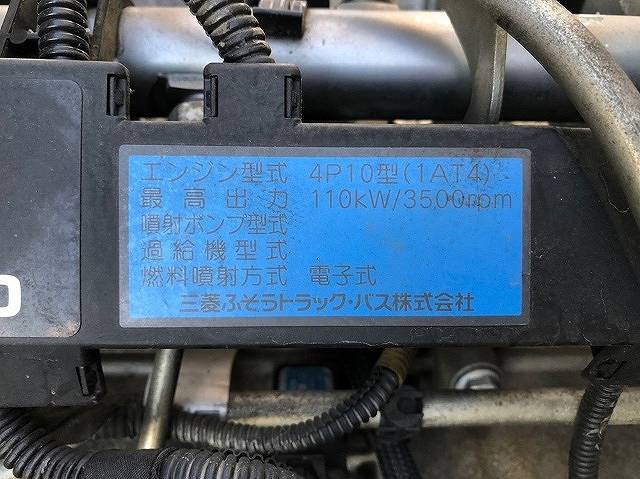 エンジン型式 4P10型(1AT4)
最高出力 110kW/3500rpm
噴射ポンプ型式
過給機型式
燃料噴射方式 電子式
三菱ふそうトラック・バス株式会社